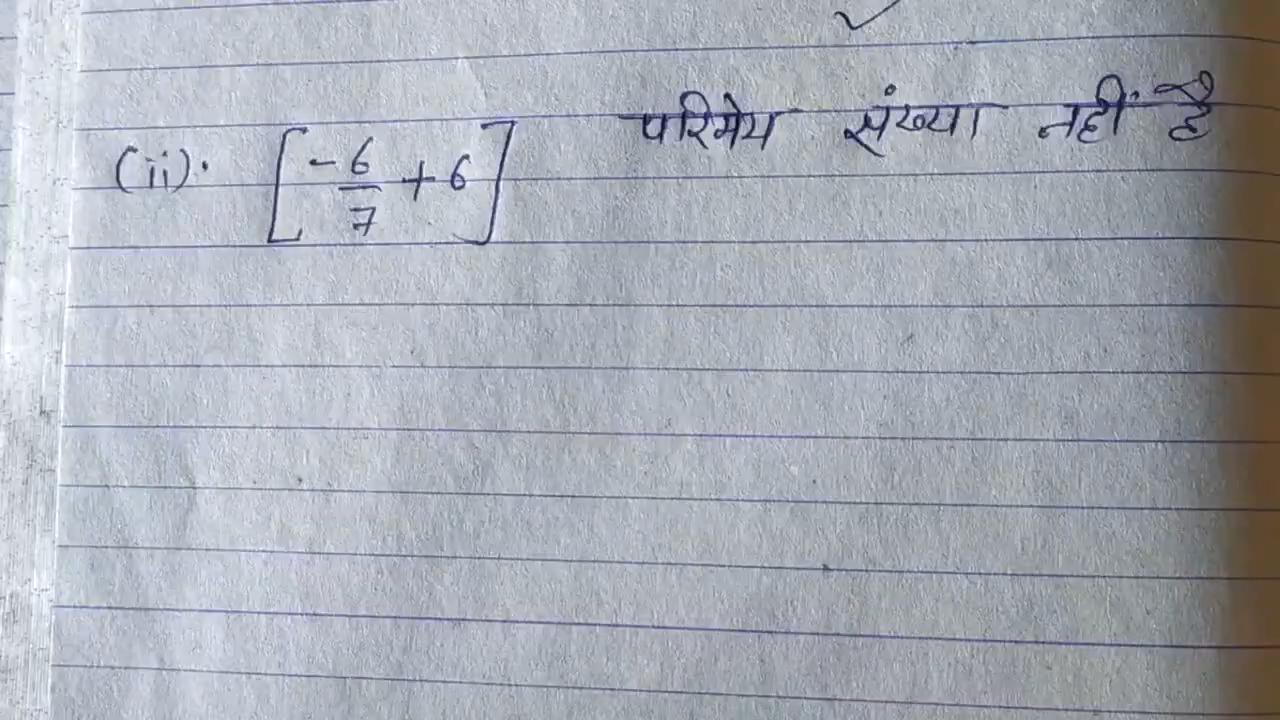 (ii). [-6/7 + 6] परिमेय संख्या नहीं है